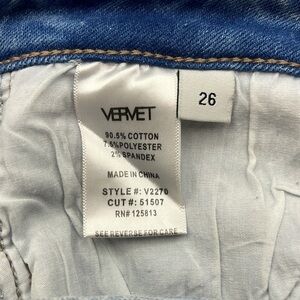 VERVET
26
90.5% COTTON
7.5% POLYESTER
2% SPANDEX
MADE IN CHINA
STYLE #: V2270
CUT #: 51507
RN# 125813
SEE REVERSE FOR CARE